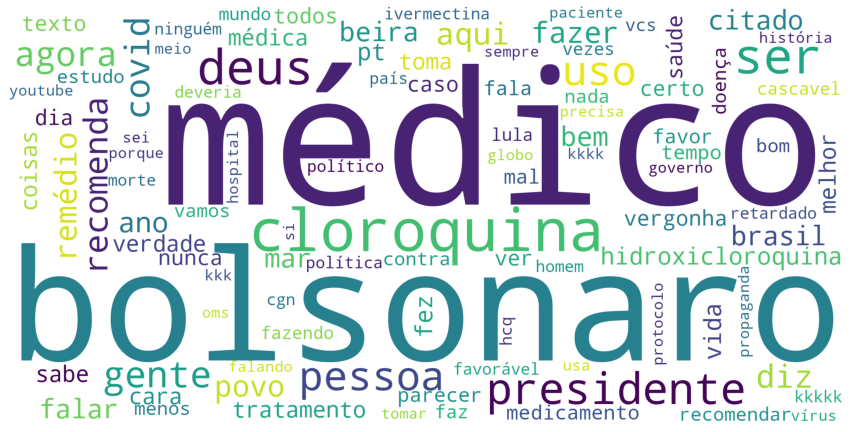 texto
covid
ninguém
mundo
todos
ivermectina
paciente
vcs
citado
meio
médica
beira
aqui
fazer
vezes
saúde
história
agora
pt
sempre
ser
estudo
deus
toma
país
uso
doença
youtube
deveria
caso
fala
nada
certo
cascavel
dia
recomenda
médico
precisa
coisas
remédio
sei
porque
hospital
político
lula
globo
kkkk
bem
favor
tempo
bom
melhor
morte
mal
governo
vamos
ano
cloroquina
si
vergonha
retardado
verdade
brasil
nunca
mar
política
contra
ver
homem
hidroxicloroquina
kkk
bolsonaro
cgn
oms
fez
hcq
protocolo
vida
propaganda
fazendo
sabe
gente
falando
povo
pessoa
favorável
usa
presidente
diz
cara
parecer
kkkkk
falar
menos
tratamento
tomar
faz
medicamento
recomendar
vírus